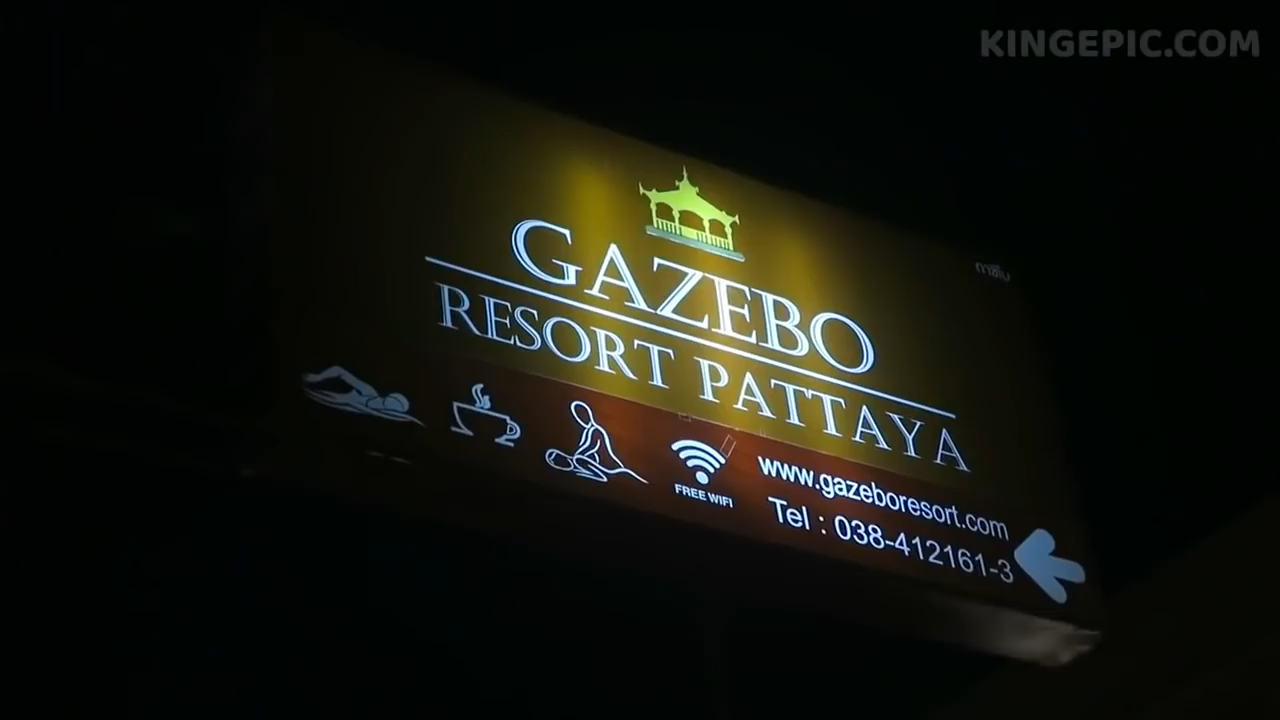 KINGEPIC.COM
GAZEBO
RESORT PATTAYA
FREE WIFI
www.gazeboresort.com
Tel : 038-412161-3